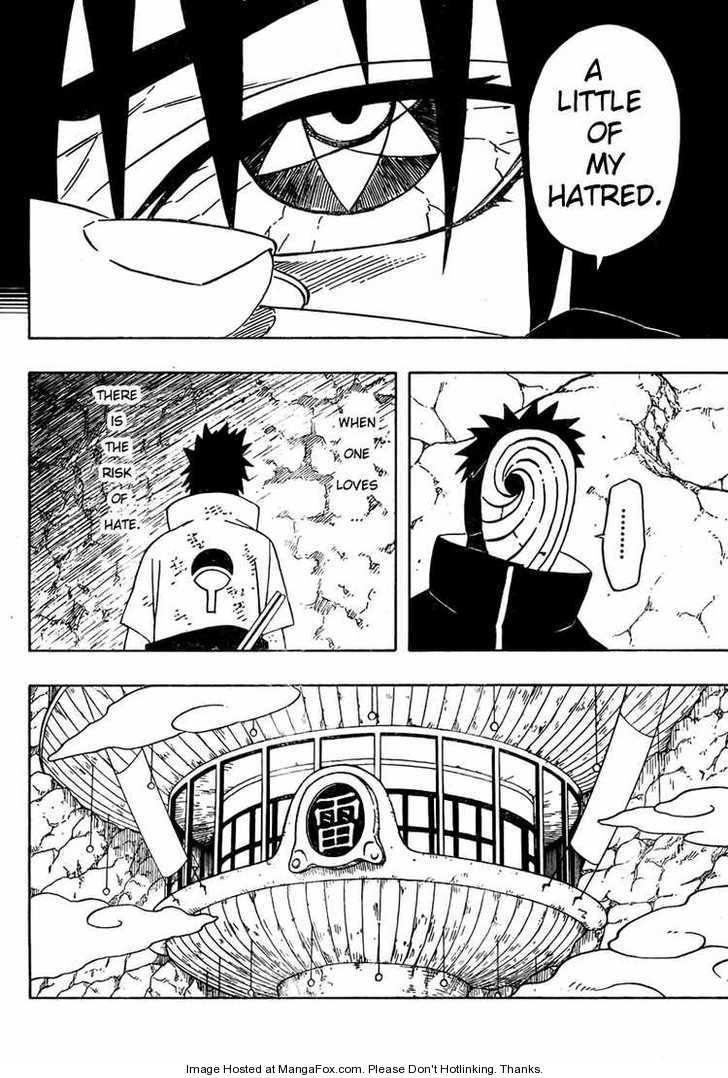 A
LITTLE
OF
MY
HATRED.
........
WHEN
ONE
LOVES
THERE
IS
THE
RISK
OF
HATE.
雷
Image Hosted at MangaFox.com. Please Don't Hotlinking. Thanks.